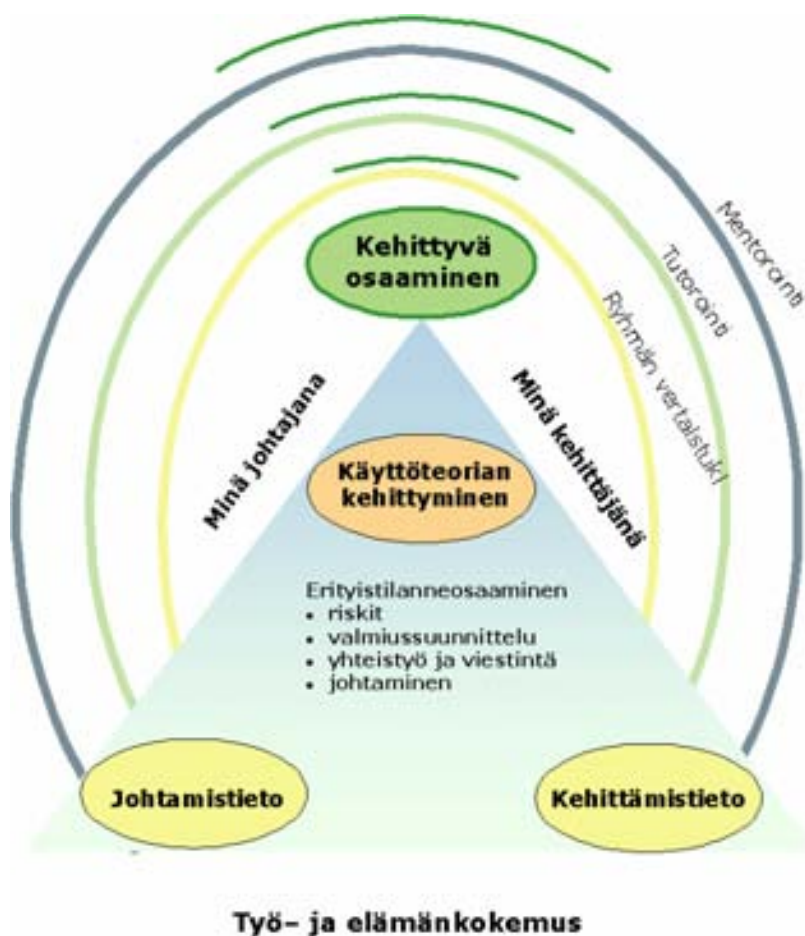 Kehittyvä
osaaminen
Mentorointi
Tutorointi
Ryhmän vertaistuki
Minä johtajana
Minä kehittäjänä
Käyttöteorian
kehittyminen
Erityistilanneosaaminen
• riskit
• valmiussuunnittelu
• yhteistyö ja viestintä
• johtaminen
Johtamistieto
Kehittämistieto
Työ– ja elämänkokemus